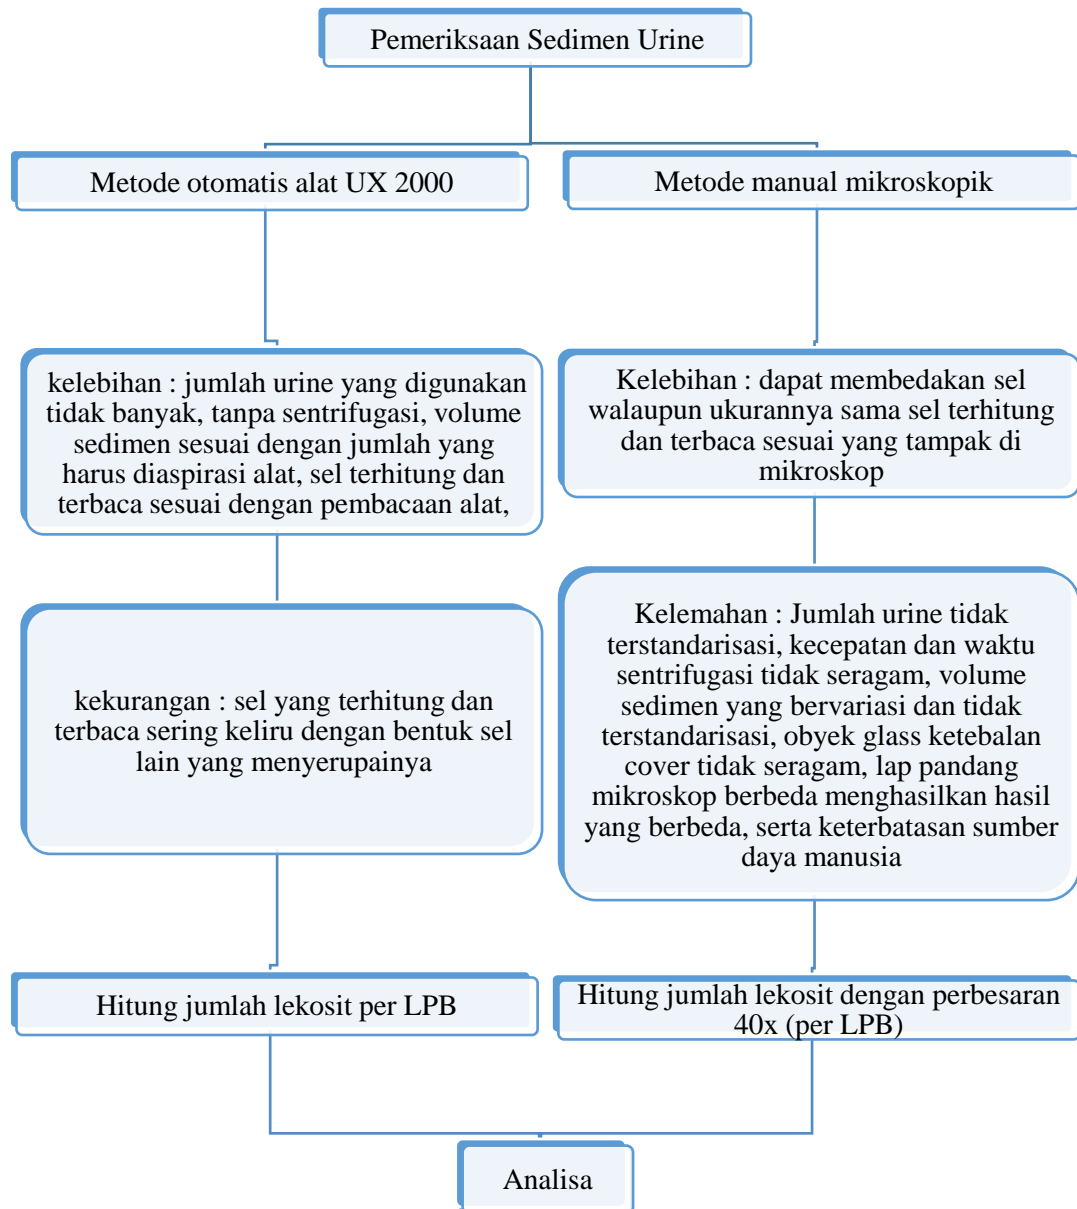 Pemeriksaan Sedimen Urine
Metode otomatis alat UX 2000
Metode manual mikroskopik
kelebihan : jumlah urine yang digunakan
tidak banyak, tanpa sentrifugasi, volume
sedimen sesuai dengan jumlah yang
harus diaspirasi alat, sel terhitung dan
terbaca sesuai dengan pembacaan alat,
Kelebihan : dapat membedakan sel
walaupun ukurannya sama sel terhitung
dan terbaca sesuai yang tampak di
mikroskop
kekurangan : sel yang terhitung dan
terbaca sering keliru dengan bentuk sel
lain yang menyerupainya
Kelemahan : Jumlah urine tidak
terstandarisasi, kecepatan dan waktu
sentrifugasi tidak seragam, volume
sedimen yang bervariasi dan tidak
terstandarisasi, obyek glass ketebalan
cover tidak seragam, lap pandang
mikroskop berbeda menghasilkan hasil
yang berbeda, serta keterbatasan sumber
daya manusia
Hitung jumlah lekosit per LPB
Hitung jumlah lekosit dengan perbesaran
40x (per LPB)
Analisa